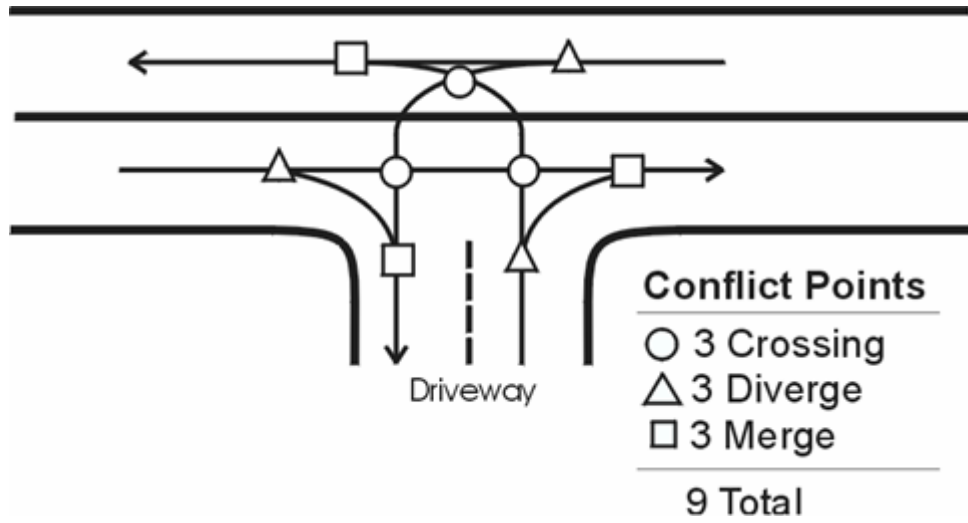 Driveway
Conflict Points
3 Crossing
3 Diverge
3 Merge
9 Total